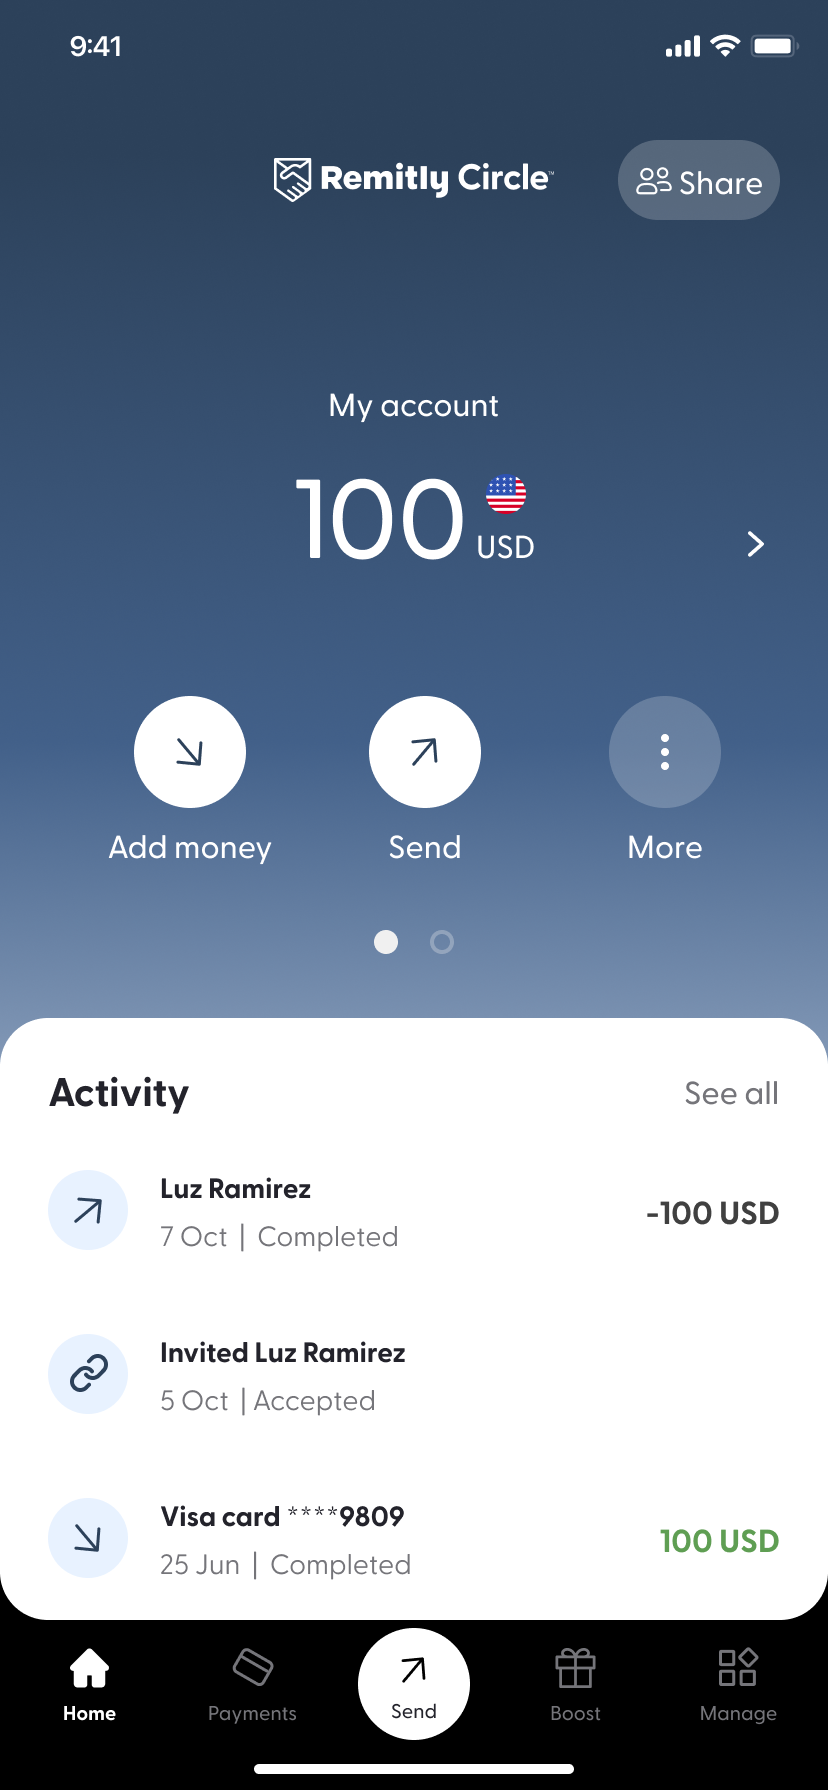 9:41
Remitly Circle™
Share
My account
100 USD
Add money
Send
More
Activity
See all
Luz Ramirez
7 Oct | Completed
-100 USD
Invited Luz Ramirez
5 Oct | Accepted
Visa card ****9809
25 Jun | Completed
100 USD
Home
Payments
Send
Boost
Manage